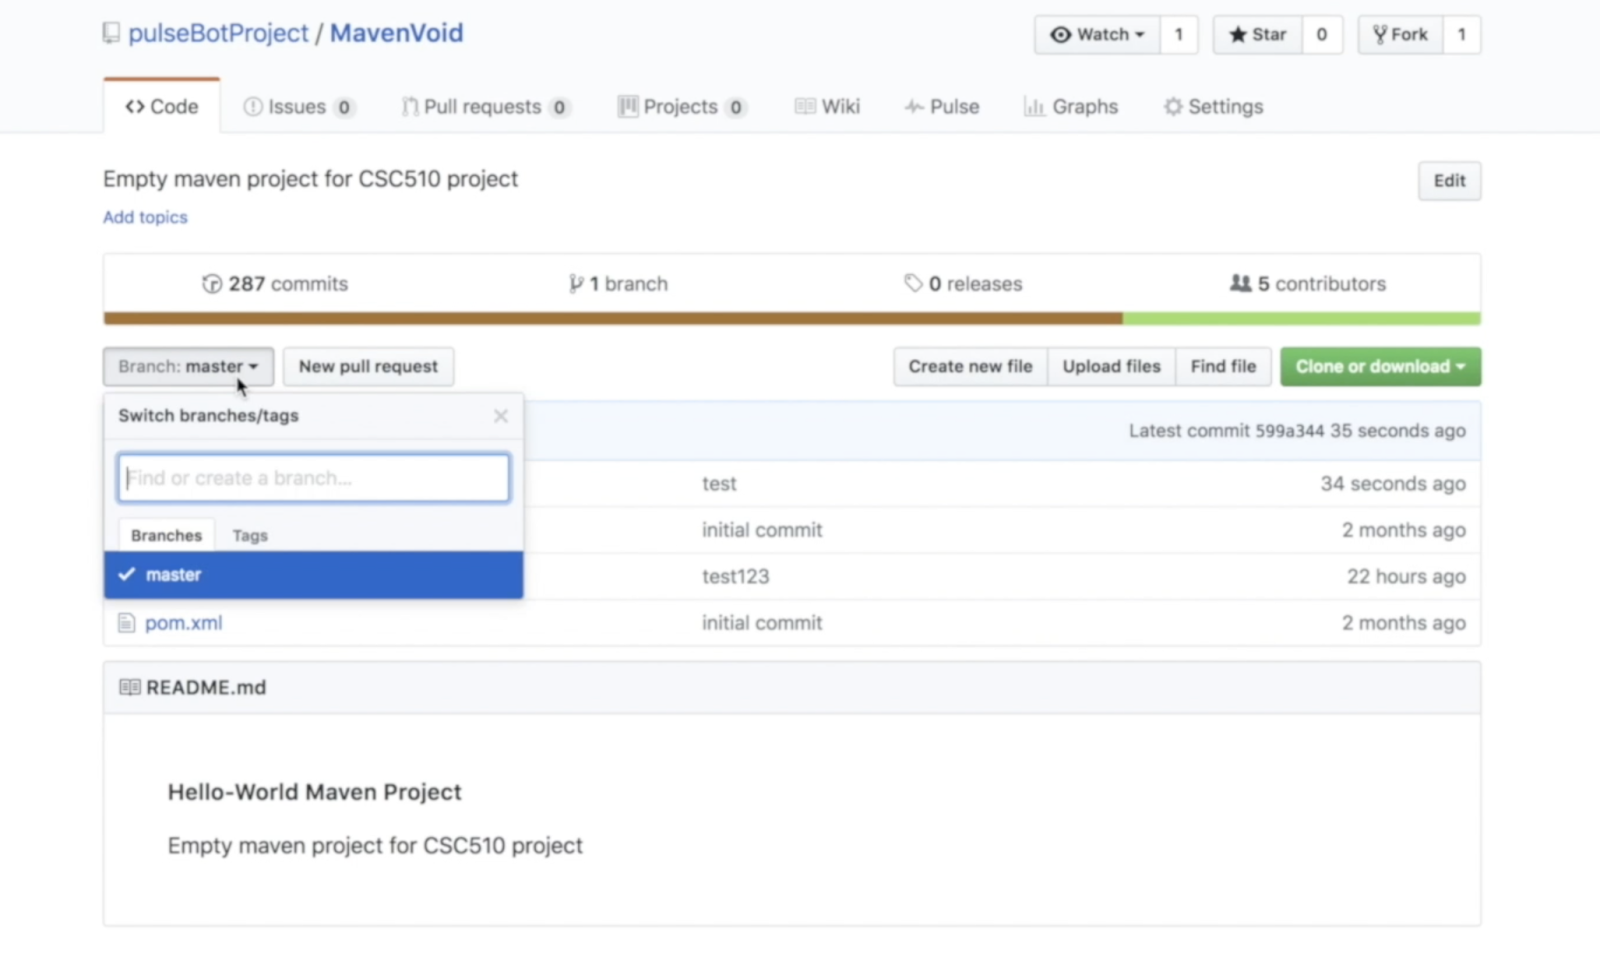 pulseBotProject / MavenVoid
Watch 1 Star 0 Fork 1
Code Issues 0 Pull requests 0 Projects 0 Wiki Pulse Graphs Settings
Empty maven project for CSC510 project
Edit
Add topics
287 commits 1 branch 0 releases 5 contributors
Branch: master New pull request Create new file Upload files Find file Clone or download
Switch branches/tags
Latest commit 599a344 35 seconds ago
Find or create a branch...
test 34 seconds ago
initial commit 2 months ago
Branches Tags
master
test123 22 hours ago
pom.xml initial commit 2 months ago
README.md
Hello-World Maven Project
Empty maven project for CSC510 project